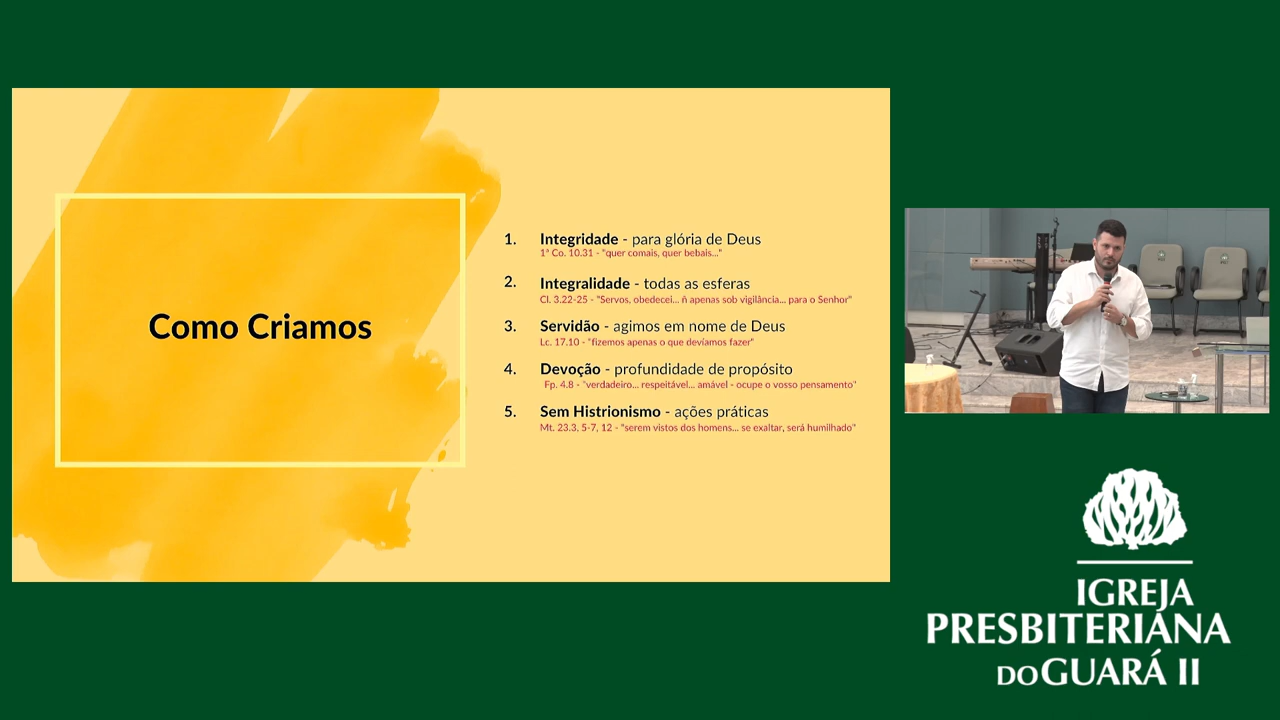 Como Criamos
1. Integridade - para glória de Deus
1ª Co. 10.31 - "quer comais, quer bebais..."
2. Integralidade - todas as esferas
Cl. 3.22-25 - "Servos, obedecei... ñ apenas sob vigilância... para o Senhor"
3. Servidão - agimos em nome de Deus
Lc. 17.10 - "fizemos apenas o que devíamos fazer"
4. Devoção - profundidade de propósito
Fp. 4.8 - "verdadeiro... respeitável... amável - ocupe o vosso pensamento"
5. Sem Histrionismo - ações práticas
Mt. 23.3, 5-7, 12 - "serem vistos dos homens... se exaltar, será humilhado"
IGREJA
PRESBITERIANA
DO GUARÁ II